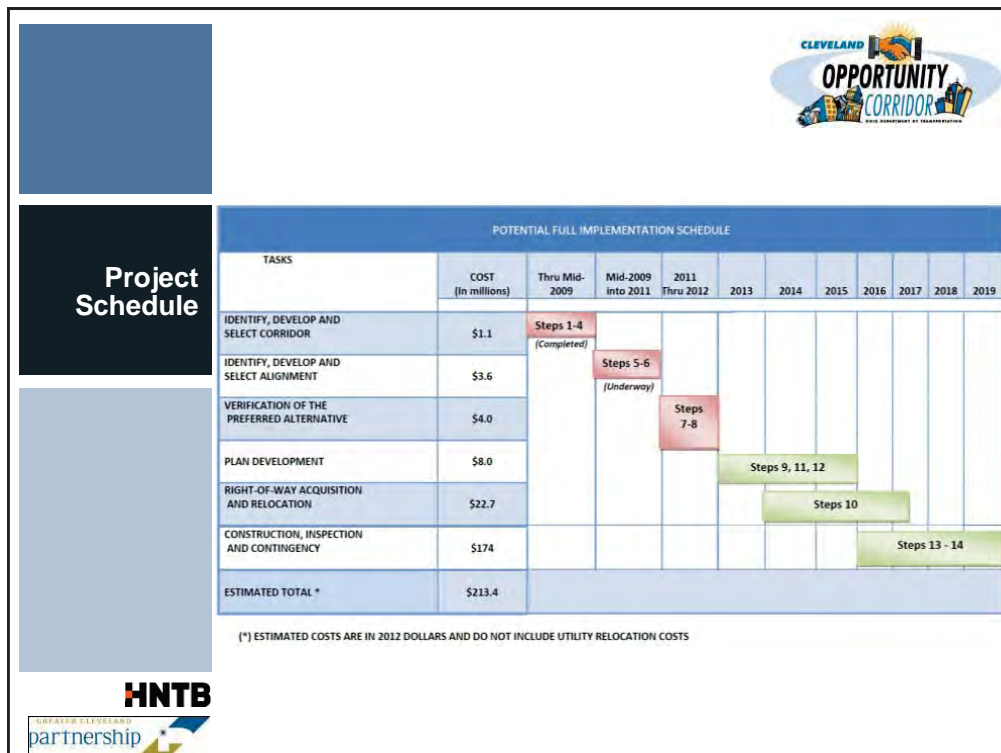 CLEVELAND
OPPORTUNITY
CORRIDOR
OHIO DEPARTMENT OF TRANSPORTATION
Project
Schedule
POTENTIAL FULL IMPLEMENTATION SCHEDULE
TASKS
COST
(In millions)
Thru Mid-
2009
Mid-2009
into 2011
2011
Thru 2012
2013
2014
2015
2016
2017
2018
2019
IDENTIFY, DEVELOP AND
SELECT CORRIDOR
$1.1
Steps 1-4
(Completed)
IDENTIFY, DEVELOP AND
SELECT ALIGNMENT
$3.6
Steps 5-6
(Underway)
VERIFICATION OF THE
PREFERRED ALTERNATIVE
$4.0
Steps
7-8
PLAN DEVELOPMENT
$8.0
Steps 9, 11, 12
RIGHT-OF-WAY ACQUISITION
AND RELOCATION
$22.7
Steps 10
CONSTRUCTION, INSPECTION
AND CONTINGENCY
$174
Steps 13 - 14
ESTIMATED TOTAL *
$213.4
(*) ESTIMATED COSTS ARE IN 2012 DOLLARS AND DO NOT INCLUDE UTILITY RELOCATION COSTS
HNTB
GREATER CLEVELAND
partnership